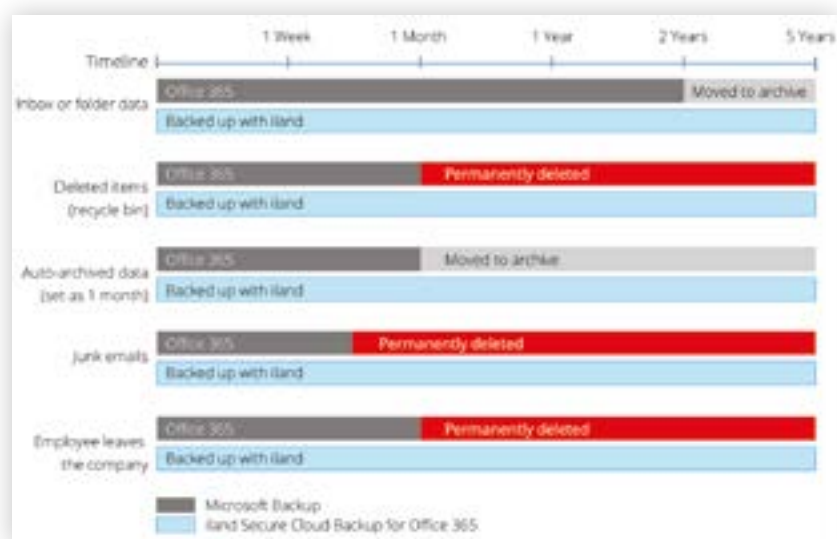 1 Week 1 Month 1 Year 2 Years 5 Years
Timeline
Office 365 Moved to archive
Inbox or folder data
Backed up with iland
Office 365 Permanently deleted
Deleted items
(recycle bin)
Backed up with iland
Office 365 Moved to archive
Auto-archived data
(set as 1 month)
Backed up with iland
Office 365 Permanently deleted
Junk emails
Backed up with iland
Office 365 Permanently deleted
Employee leaves
the company
Backed up with iland
Microsoft Backup
iland Secure Cloud Backup for Office 365